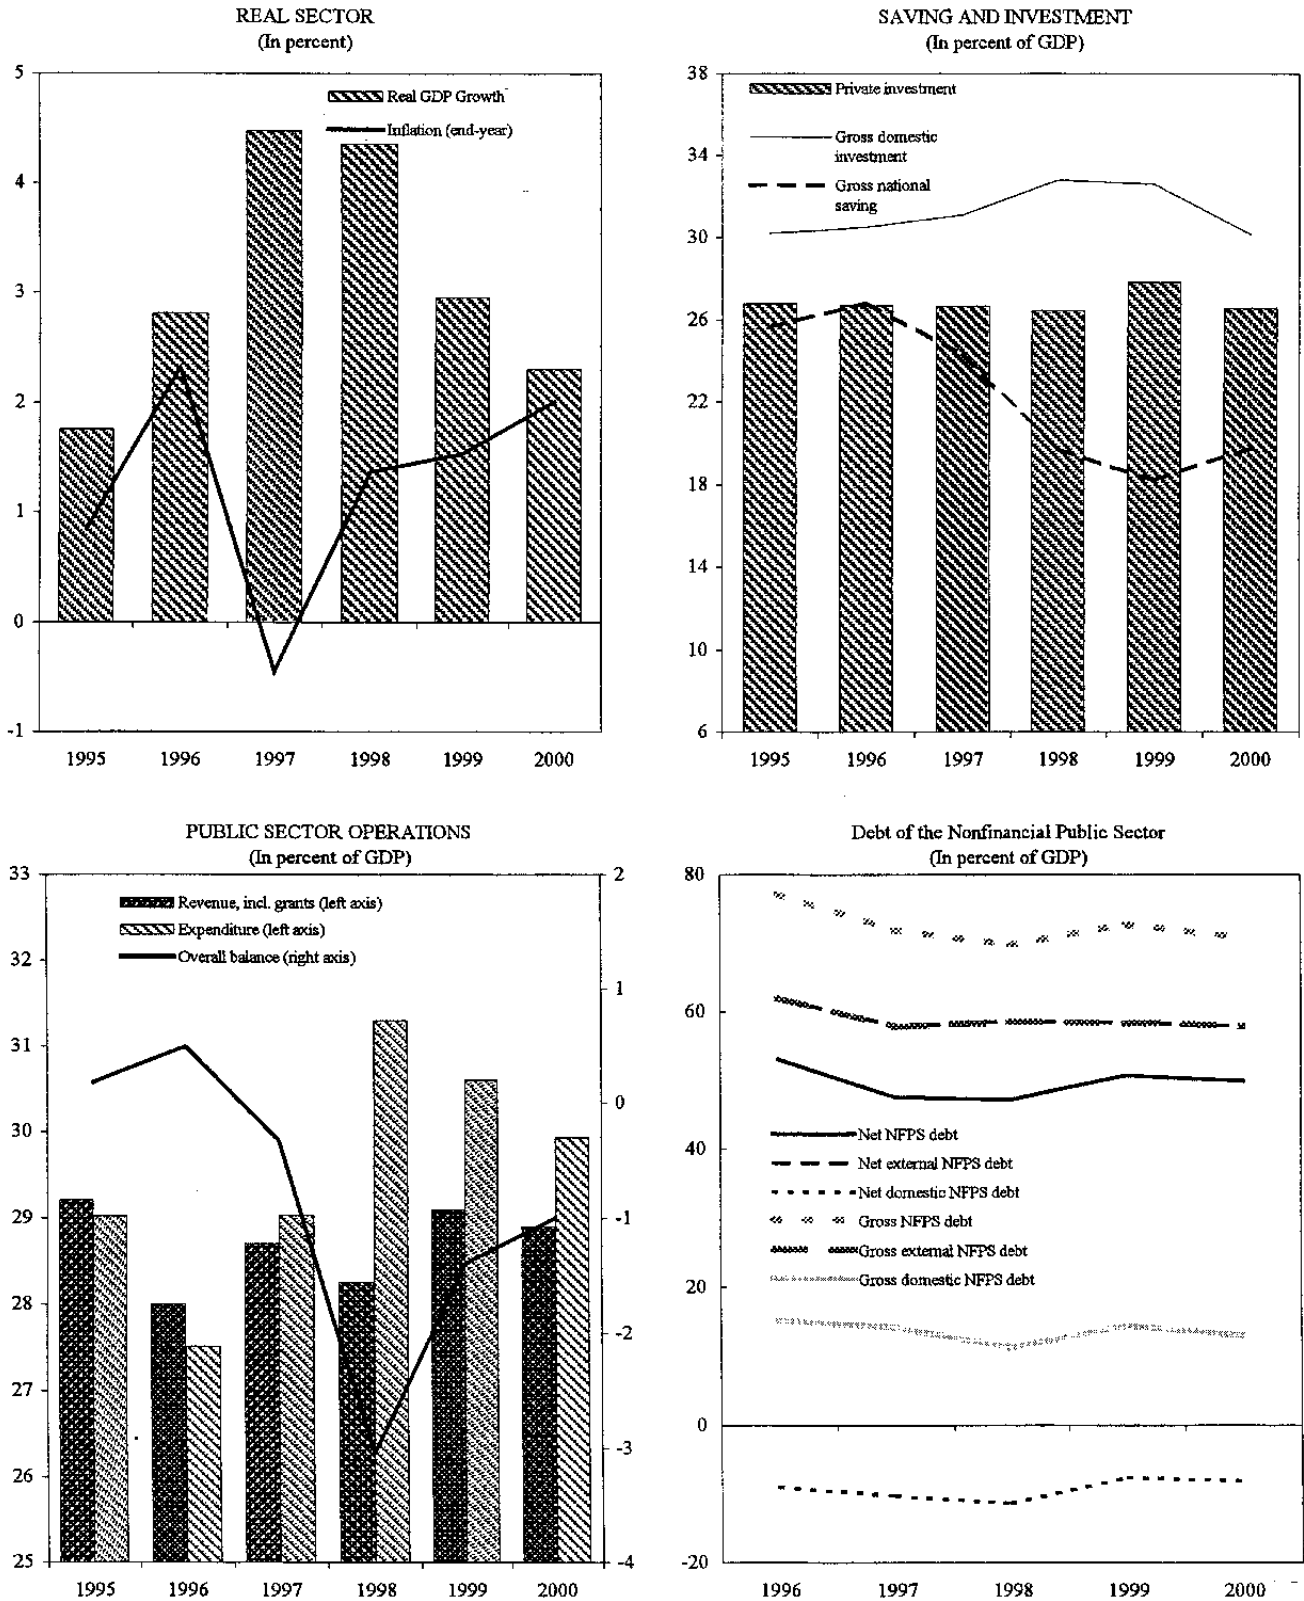 REAL SECTOR
(In percent)
5
4
3
2
1
0
-1
Real GDP Growth
Inflation (end-year)
1995 1996 1997 1998 1999 2000
SAVING AND INVESTMENT
(In percent of GDP)
38
34
30
26
22
18
14
10
6
Private investment
Gross domestic
investment
Gross national
saving
1995 1996 1997 1998 1999 2000
PUBLIC SECTOR OPERATIONS
(In percent of GDP)
33
32
31
30
29
28
27
26
25
Revenue, incl. grants (left axis)
Expenditure (left axis)
Overall balance (right axis)
2
1
0
-1
-2
-3
-4
1995 1996 1997 1998 1999 2000
Debt of the Nonfinancial Public Sector
(In percent of GDP)
80
60
40
20
0
-20
Net NFPS debt
Net external NFPS debt
Net domestic NFPS debt
Gross NFPS debt
Gross external NFPS debt
Gross domestic NFPS debt
1996 1997 1998 1999 2000